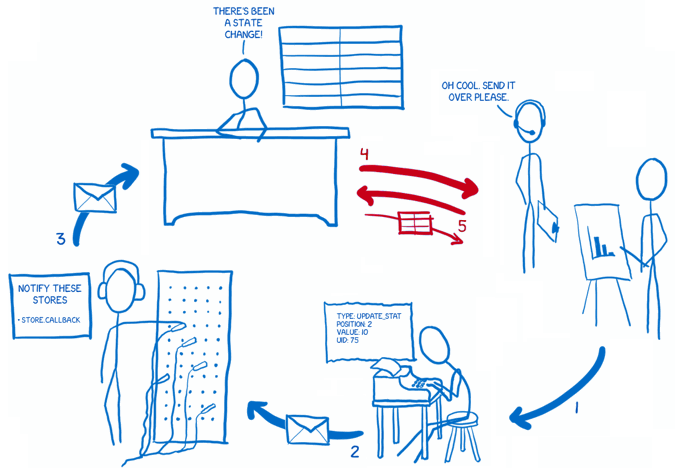 THERE'S BEEN
A STATE
CHANGE!
OH COOL. SEND IT
OVER PLEASE.
4
5
3
NOTIFY THESE
STORES
• STORE.CALLBACK
TYPE: UPDATE_STAT
POSITION: 2
VALUE: 10
UID: 75
1
2